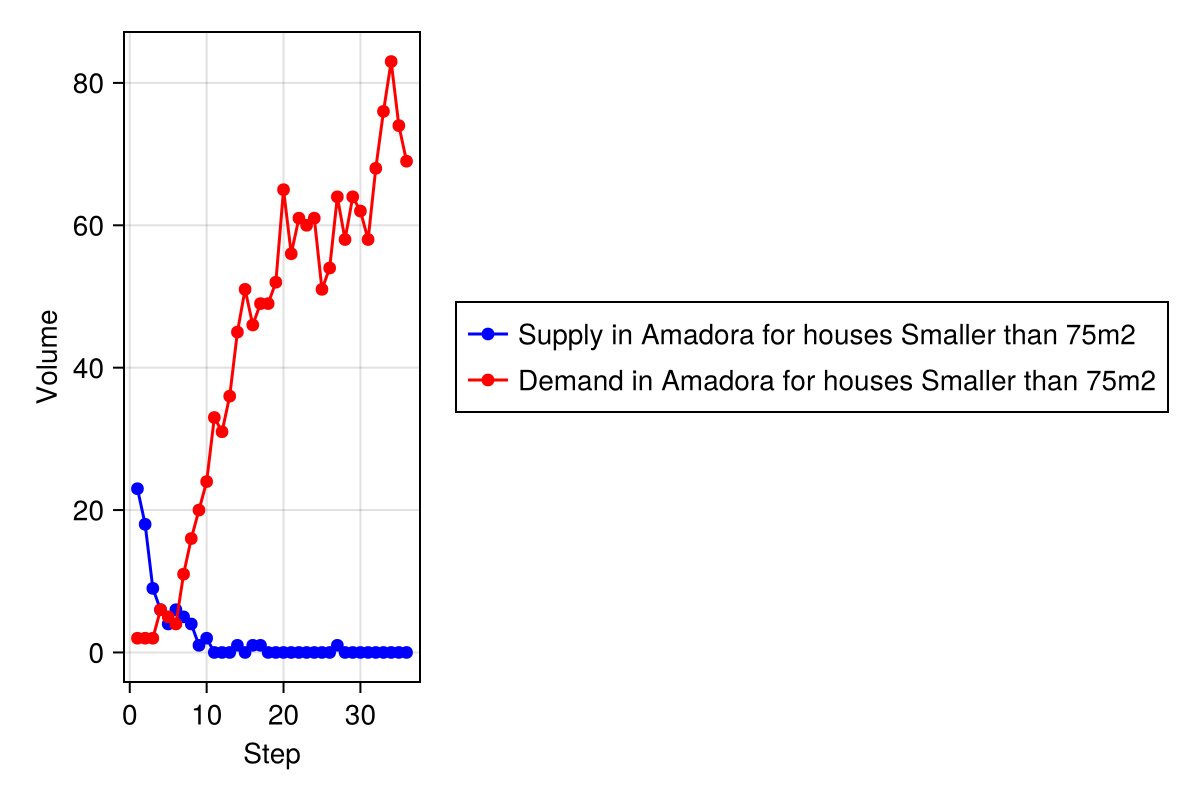 80
60
40
20
0
Volume
0 10 20 30
Step
Supply in Amadora for houses Smaller than 75m2
Demand in Amadora for houses Smaller than 75m2